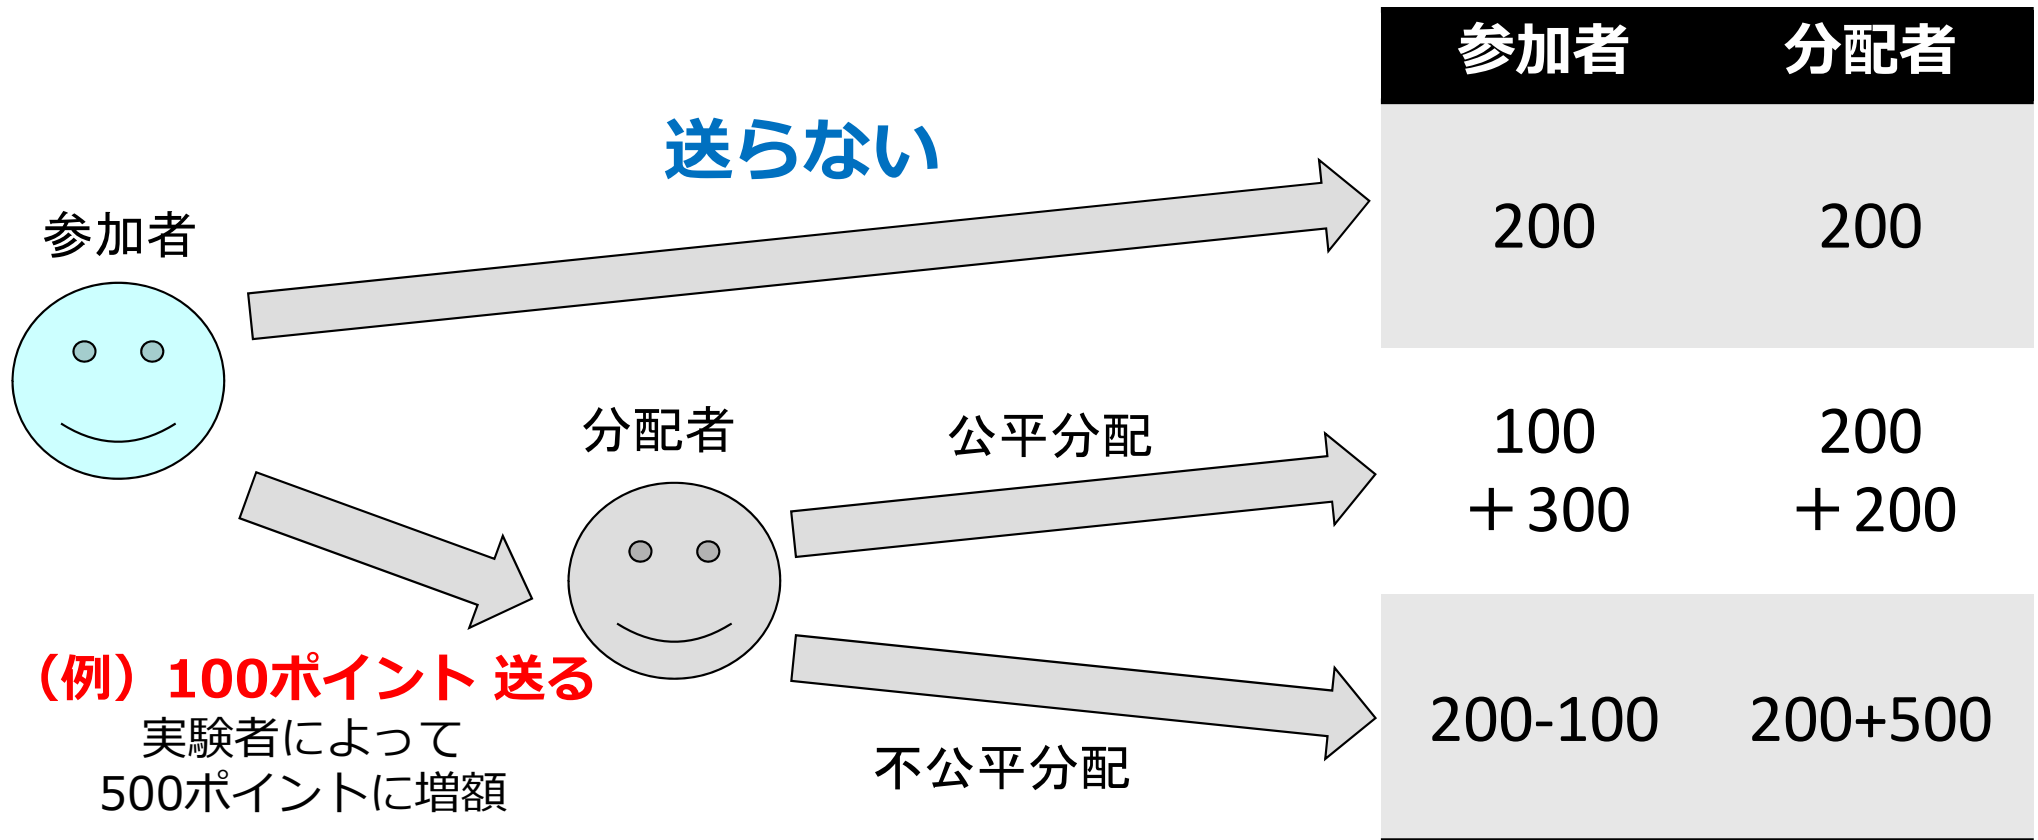 参加者 分配者
送らない
200 200
参加者
分配者
公平分配
100 200
＋300 ＋200
（例）100ポイント 送る
実験者によって
500ポイントに増額
200-100 200+500
不公平分配